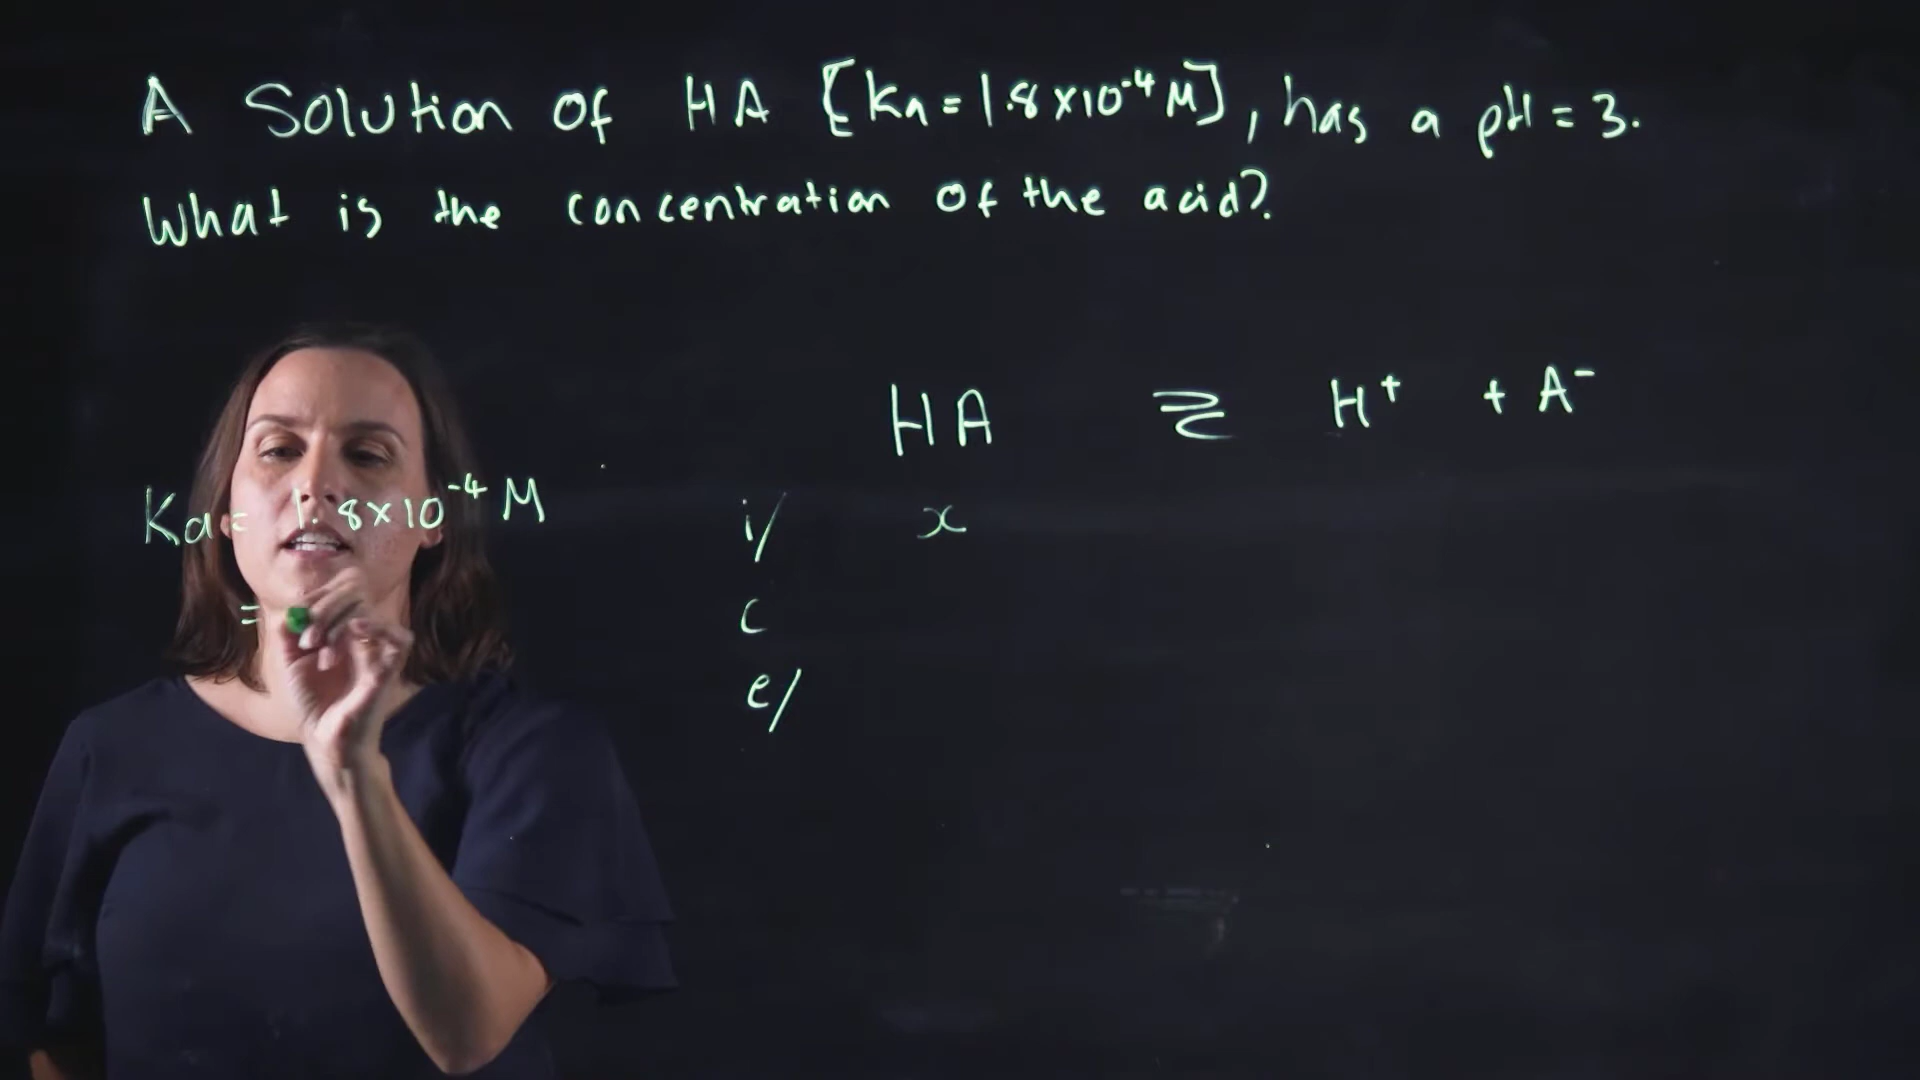 A Solution of HA [Ka = 1.8 x10⁻⁴ M], has a pH = 3.
What is the concentration of the acid?
HA ⇌ H⁺ + A⁻
Ka = 1.8 x 10⁻⁴ M
i/ x
=
c
e/